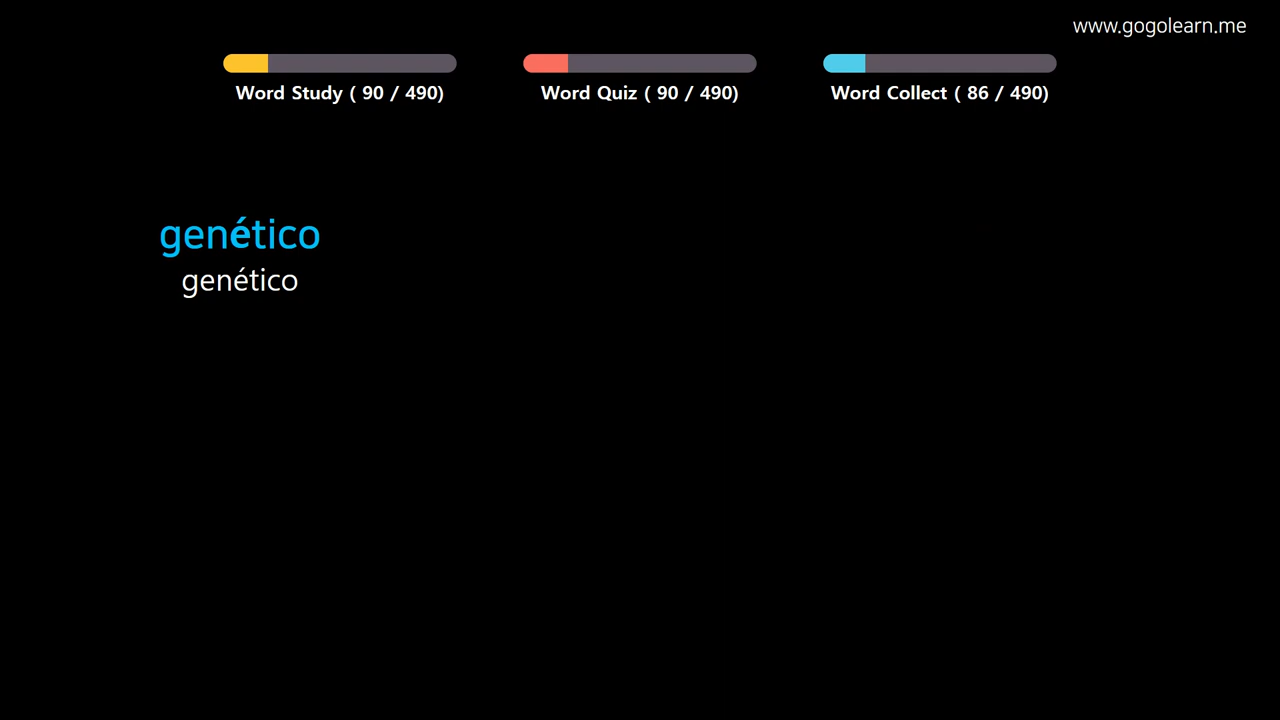 www.gogolearn.me
Word Study ( 90 / 490)
Word Quiz ( 90 / 490)
Word Collect ( 86 / 490)
genético
genético